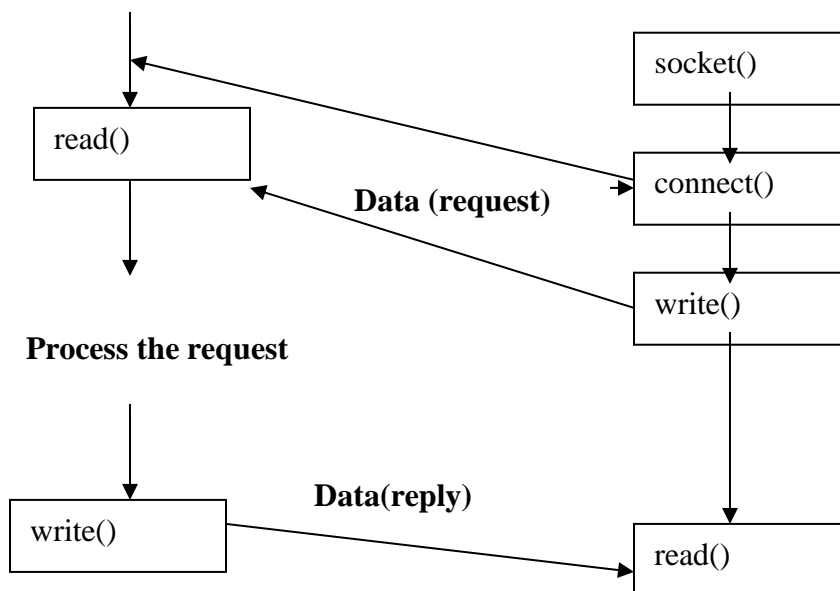 socket()
read()
connect()
Data (request)
write()
Process the request
Data(reply)
write()
read()